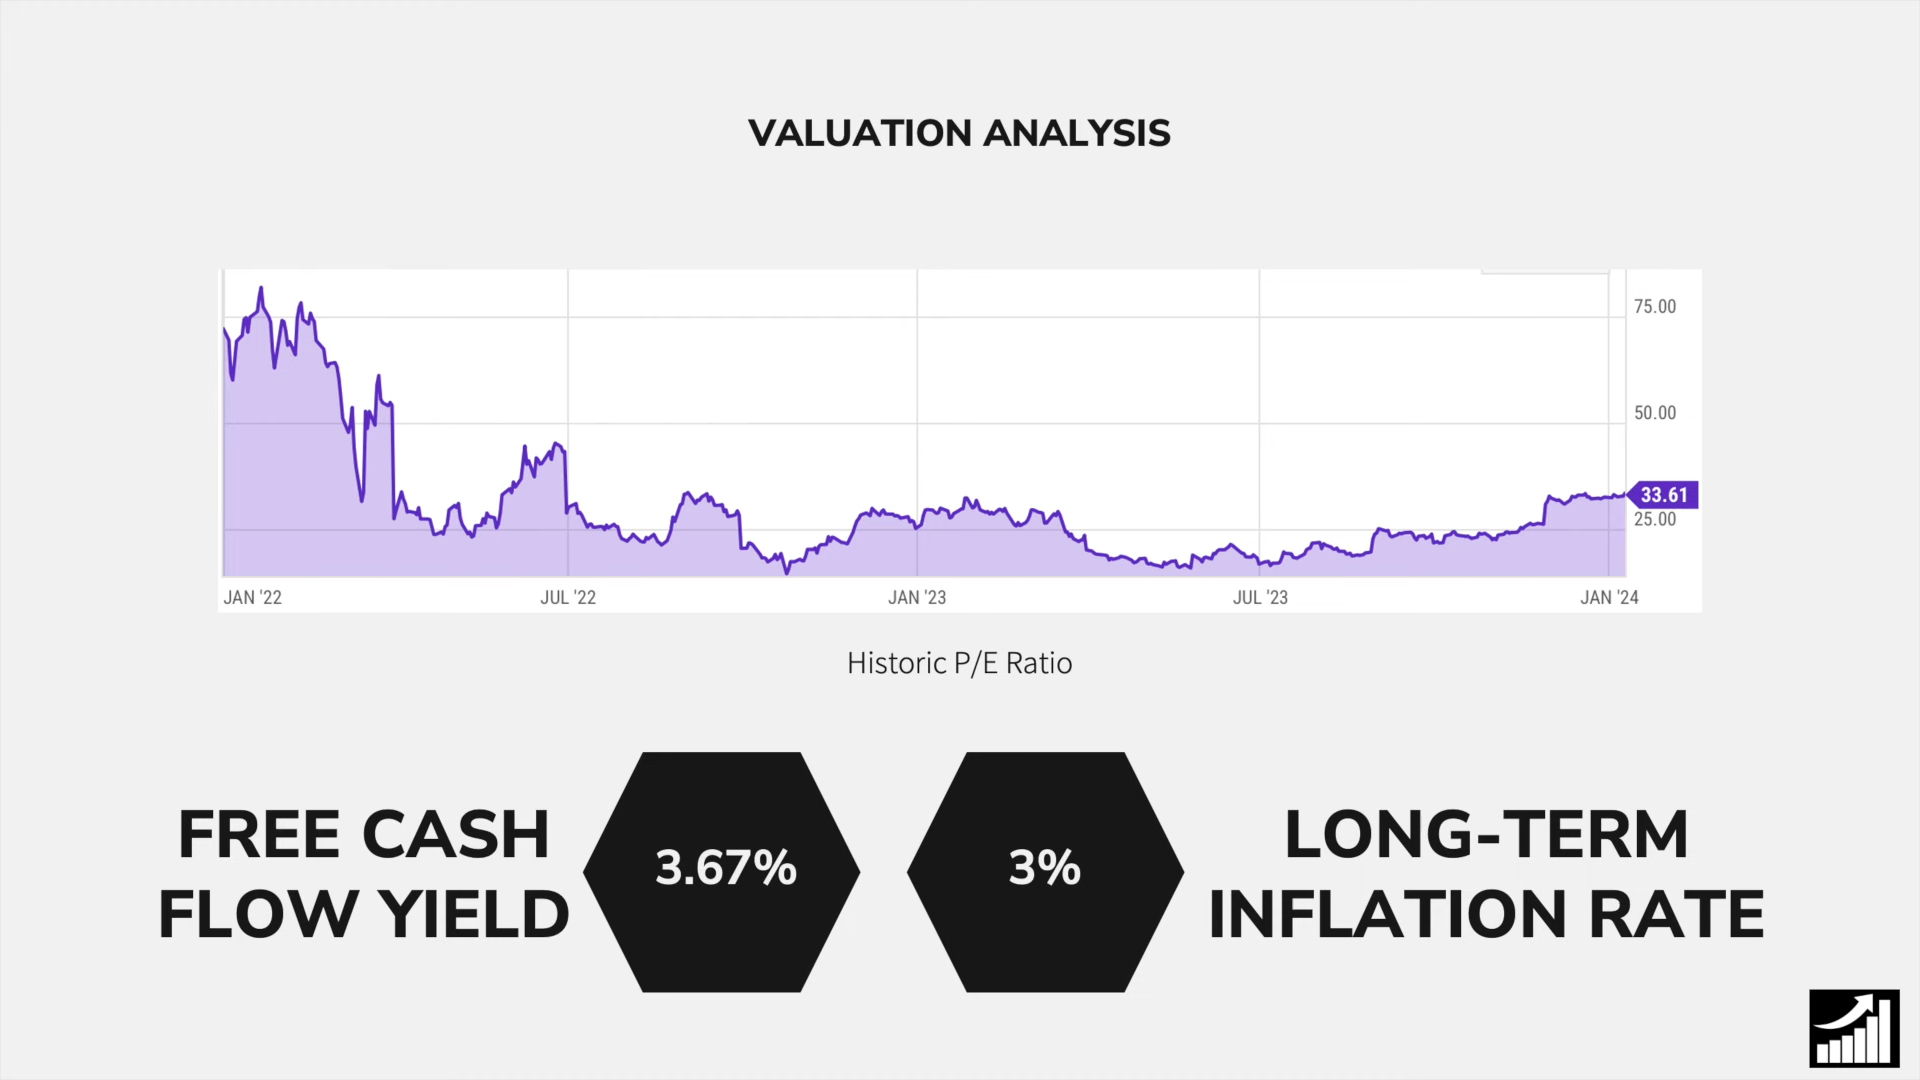 VALUATION ANALYSIS
75.00
50.00
33.61
25.00
JAN '22
JUL '22
JAN '23
JUL '23
JAN '24
Historic P/E Ratio
FREE CASH
FLOW YIELD
3.67%
3%
LONG-TERM
INFLATION RATE